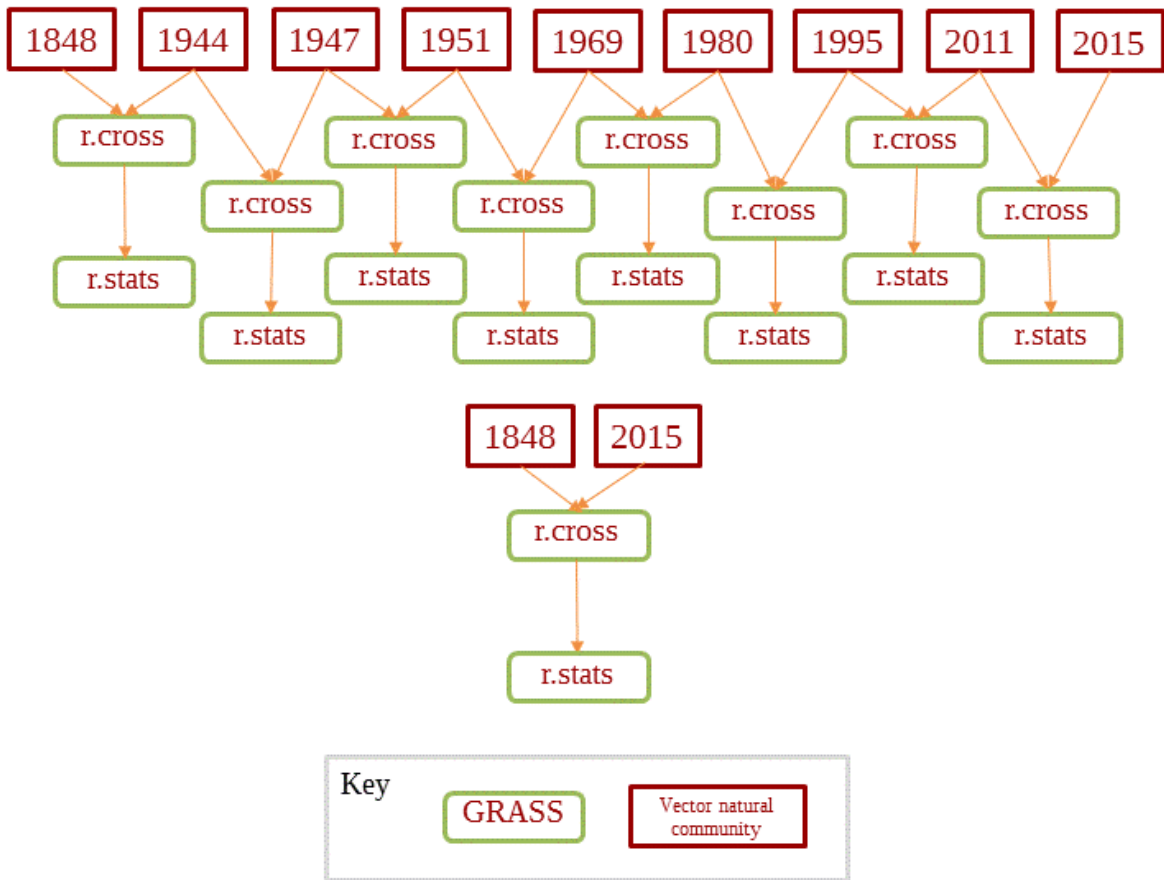 1848 1944 1947 1951 1969 1980 1995 2011 2015
r.cross r.cross r.cross r.cross
r.cross r.cross r.cross r.cross
r.stats r.stats r.stats r.stats
r.stats r.stats r.stats r.stats
1848 2015
r.cross
r.stats
Key
GRASS
Vector natural
community